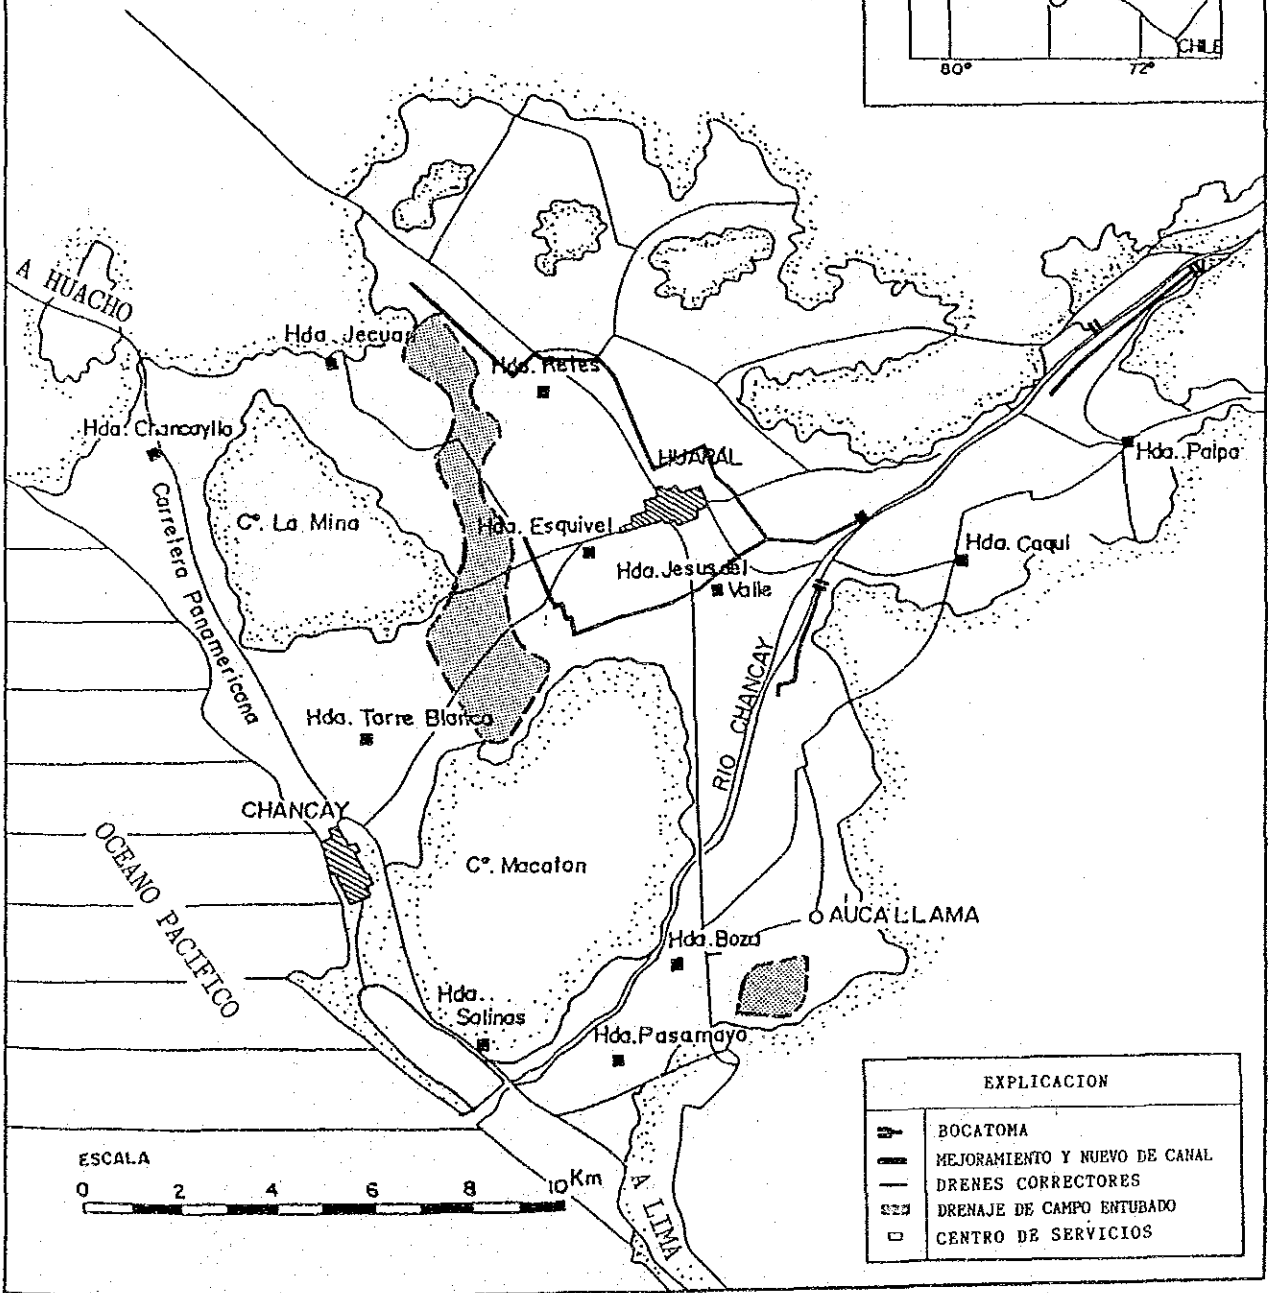 CHILE
80°
72°
A HUACHO
Hda. Jecuan
Hda. Retes
Hda. Chancaylla
HUARAL
Hda. Palpa
Carretera Panamericana
C°. La Mina
Hda. Esquivel
Hda. Caqui
Hda. Jesus del
Valle
RIO CHANCAY
Hda. Torre Blanca
CHANCAY
OCEANO PACIFICO
C°. Macaton
AUCALLAMA
Hda. Boza
Hda.
Salinas
Hda. Pasamayo
A LIMA
ESCALA
0 2 4 6 8 10 Km
EXPLICACION
BOCATOMA
MEJORAMIENTO Y NUEVO DE CANAL
DRENES CORRECTORES
DRENAJE DE CAMPO ENTUBADO
CENTRO DE SERVICIOS